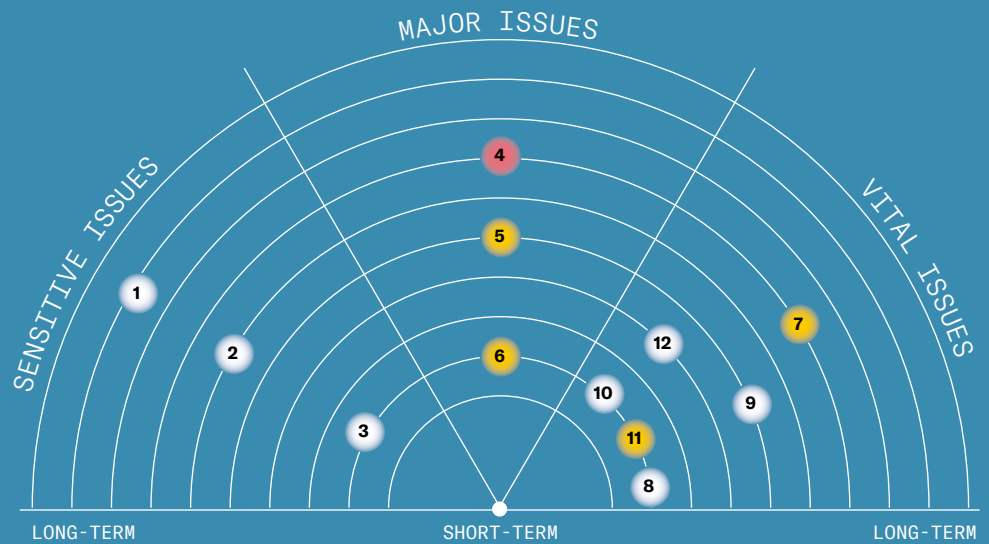 MAJOR ISSUES
SENSITIVE ISSUES
VITAL ISSUES
4
5
1
7
12
2
6
10
9
3
11
8
LONG-TERM
SHORT-TERM
LONG-TERM